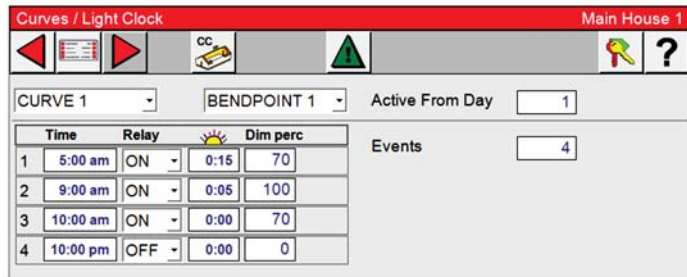 Curves / Light Clock Main House 1
CC ?
CURVE 1 BENDPOINT 1 Active From Day 1
Time Relay Dim perc
Events 4
1 5:00 am ON 0:15 70
2 9:00 am ON 0:05 100
3 10:00 am ON 0:00 70
4 10:00 pm OFF 0:00 0